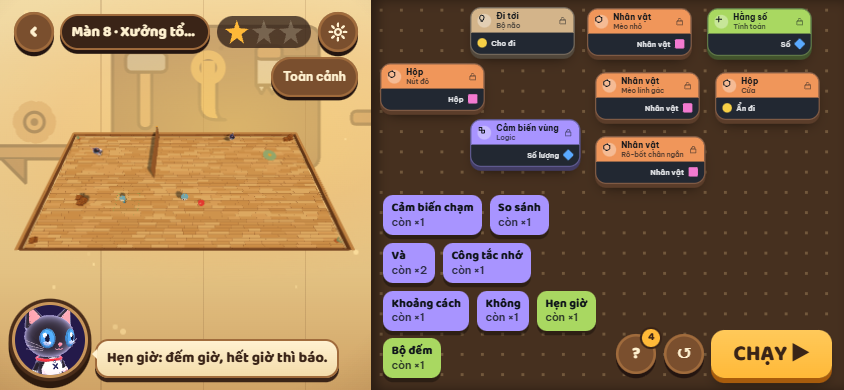 Màn 8 · Xưởng tổ...
Toàn cảnh
Hẹn giờ: đếm giờ, hết giờ thì báo.
Đi tới
Bộ não
Cho đi
Nhân vật
Mèo nhỏ
Nhân vật
Hằng số
Tính toán
Số
Hộp
Nút đỏ
Hộp
Nhân vật
Mèo lính gác
Nhân vật
Hộp
Cửa
Ẩn đi
Cảm biến vùng
Logic
Số lượng
Nhân vật
Rô-bốt chân ngắn
Nhân vật
Cảm biến chạm
còn ×1
So sánh
còn ×1
Và
còn ×2
Công tắc nhớ
còn ×1
Khoảng cách
còn ×1
Không
còn ×1
Hẹn giờ
còn ×1
Bộ đếm
còn ×1
?
4
CHẠY